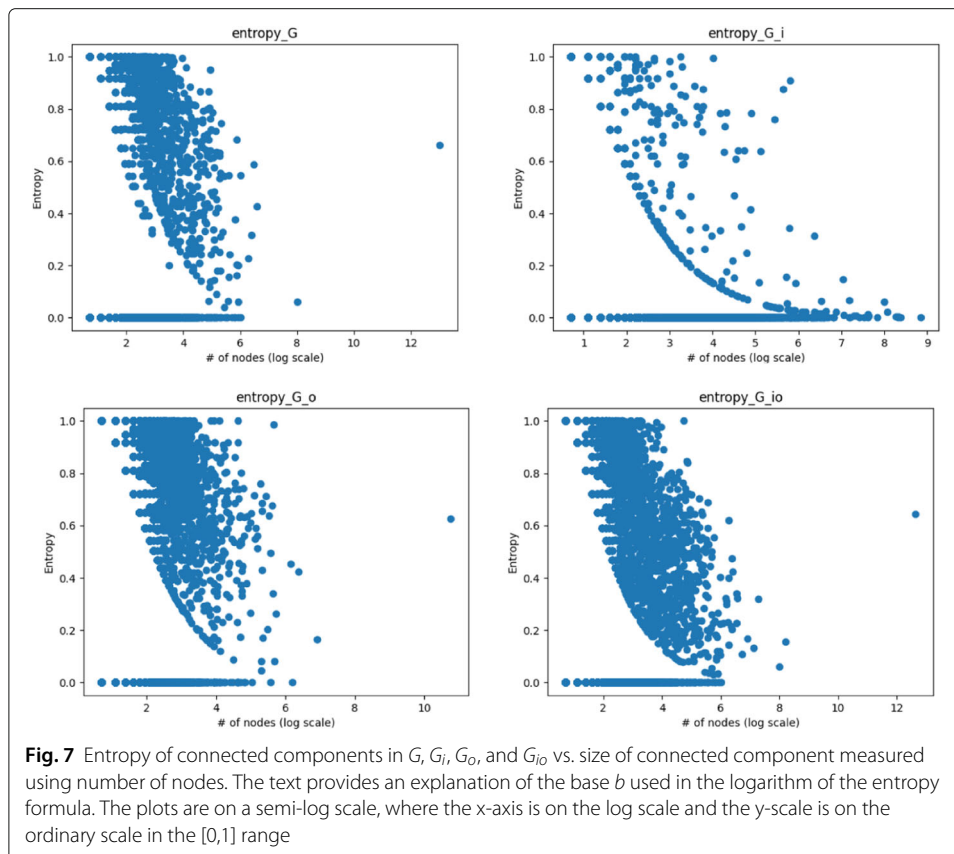 entropy_G
1.0
0.8
0.6
0.4
0.2
0.0
Entropy
2 4 6 8 10 12
# of nodes (log scale)
entropy_G_i
1.0
0.8
0.6
0.4
0.2
0.0
Entropy
1 2 3 4 5 6 7 8 9
# of nodes (log scale)
entropy_G_o
1.0
0.8
0.6
0.4
0.2
0.0
Entropy
2 4 6 8 10
# of nodes (log scale)
entropy_G_io
1.0
0.8
0.6
0.4
0.2
0.0
Entropy
2 4 6 8 10 12
# of nodes (log scale)
Fig. 7 Entropy of connected components in G, Gi, Go, and Gio vs. size of connected component measured
using number of nodes. The text provides an explanation of the base b used in the logarithm of the entropy
formula. The plots are on a semi-log scale, where the x-axis is on the log scale and the y-scale is on the
ordinary scale in the [0,1] range